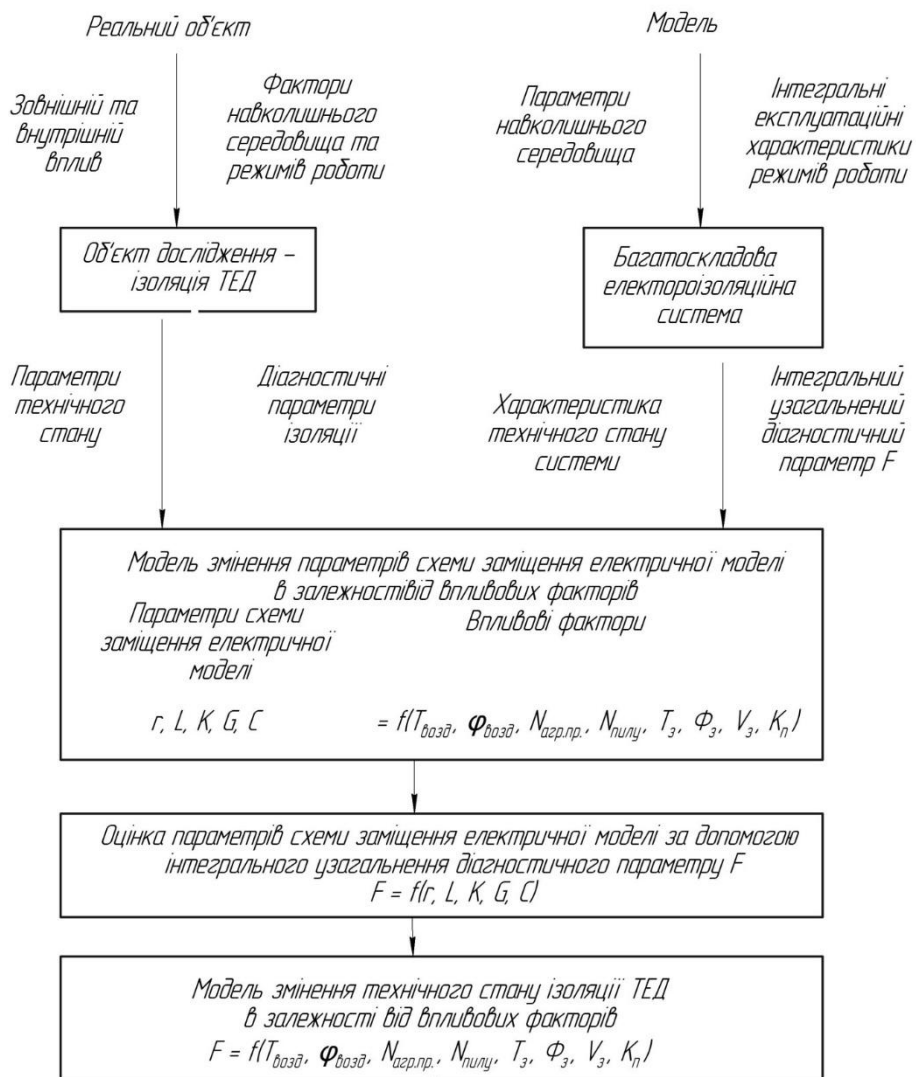 Реальний об'єкт
Модель
Зовнішній та
внутрішній
вплив
Фактори
навколишнього
середовища та
режимів роботи
Параметри
навколишнього
середовища
Інтегральні
експлуатаційні
характеристики
режимів роботи
Об'єкт дослідження –
ізоляція ТЕД
Багатоскладова
електороізоляційна
система
Параметри
технічного
стану
Діагностичні
параметри
ізоляції
Характеристика
технічного стану
системи
Інтегральний
узагальнений
діагностичний
параметр F
Модель змінення параметрів схеми заміщення електричної моделі
в залежностівід впливових факторів
Параметри схеми
заміщення електричної
моделі
Впливові фактори
r, L, K, G, C = f(Tвозд, φвозд, Nагр.пр., Nпилу, Tз, Фз, Vз, Kп)
Оцінка параметрів схеми заміщення електричної моделі за допомогою
інтегрального узагальнення діагностичного параметру F
F = f(r, L, K, G, C)
Модель змінення технічного стану ізоляції ТЕД
в залежності від впливових факторів
F = f(Tвозд, φвозд, Nагр.пр., Nпилу, Tз, Фз, Vз, Kп)